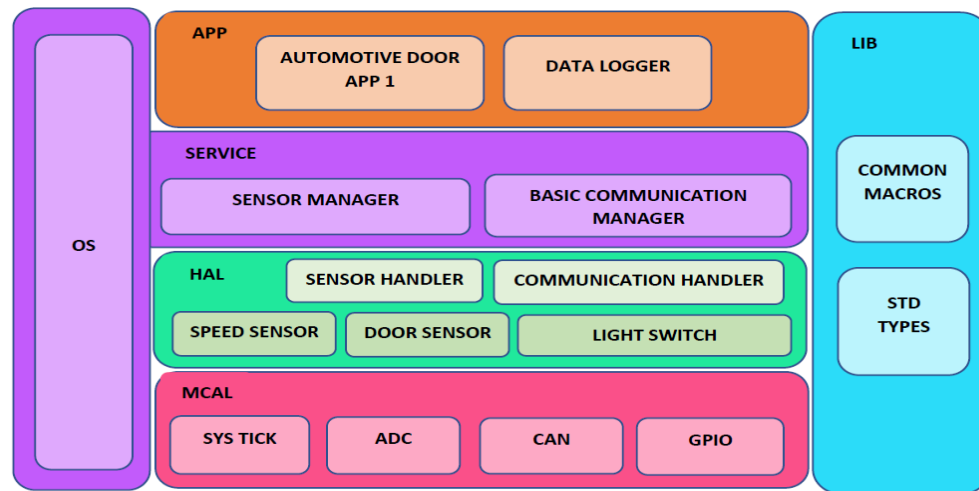 OS
APP
AUTOMOTIVE DOOR
APP 1
DATA LOGGER
SERVICE
SENSOR MANAGER
BASIC COMMUNICATION
MANAGER
HAL
SENSOR HANDLER
COMMUNICATION HANDLER
SPEED SENSOR
DOOR SENSOR
LIGHT SWITCH
MCAL
SYS TICK
ADC
CAN
GPIO
LIB
COMMON
MACROS
STD
TYPES